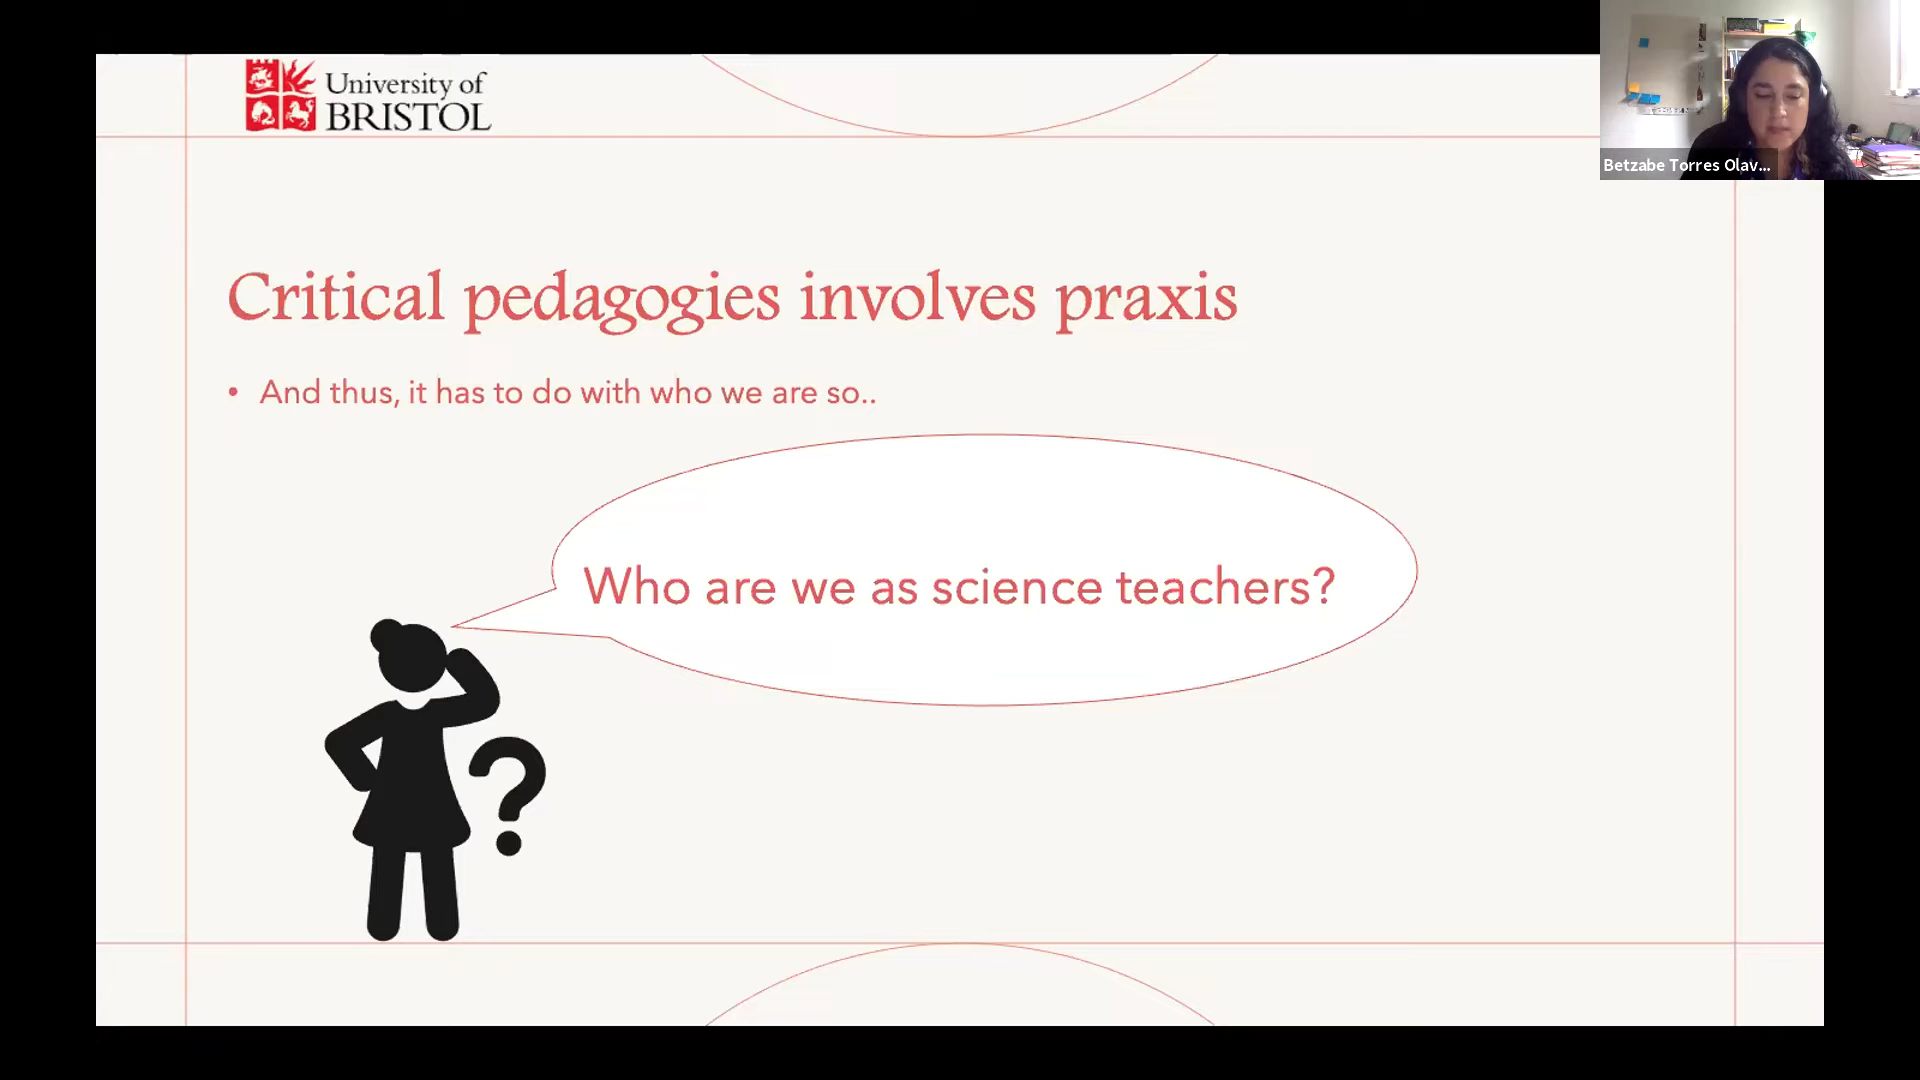 University of
BRISTOL
Betzabe Torres Olav...
Critical pedagogies involves praxis
• And thus, it has to do with who we are so..
Who are we as science teachers?
?